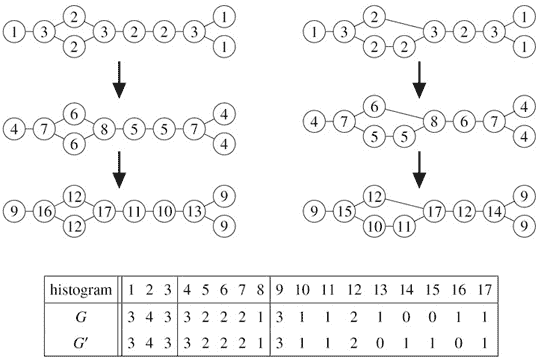 2 1 2 1
1 3 3 2 2 3 1 3 3 2 3
2 1 2 2 1
6 4 6 4
4 7 8 5 5 7 4 7 8 6 7
6 4 5 5 4
12 9 12 9
9 16 17 11 10 13 9 15 17 12 14
12 9 10 11 9
histogram 1 2 3 4 5 6 7 8 9 10 11 12 13 14 15 16 17
G 3 4 3 3 2 2 2 1 3 1 1 2 1 0 0 1 1
G′ 3 4 3 3 2 2 2 1 3 1 1 2 0 1 1 0 1